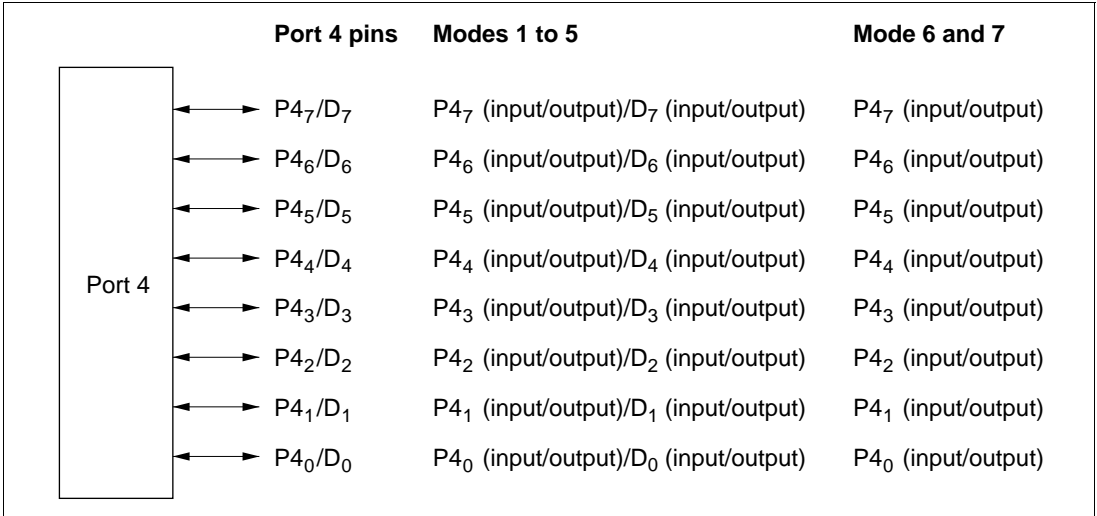 Port 4 pins Modes 1 to 5 Mode 6 and 7
P4₇/D₇ P4₇ (input/output)/D₇ (input/output) P4₇ (input/output)
P4₆/D₆ P4₆ (input/output)/D₆ (input/output) P4₆ (input/output)
P4₅/D₅ P4₅ (input/output)/D₅ (input/output) P4₅ (input/output)
P4₄/D₄ P4₄ (input/output)/D₄ (input/output) P4₄ (input/output)
Port 4
P4₃/D₃ P4₃ (input/output)/D₃ (input/output) P4₃ (input/output)
P4₂/D₂ P4₂ (input/output)/D₂ (input/output) P4₂ (input/output)
P4₁/D₁ P4₁ (input/output)/D₁ (input/output) P4₁ (input/output)
P4₀/D₀ P4₀ (input/output)/D₀ (input/output) P4₀ (input/output)